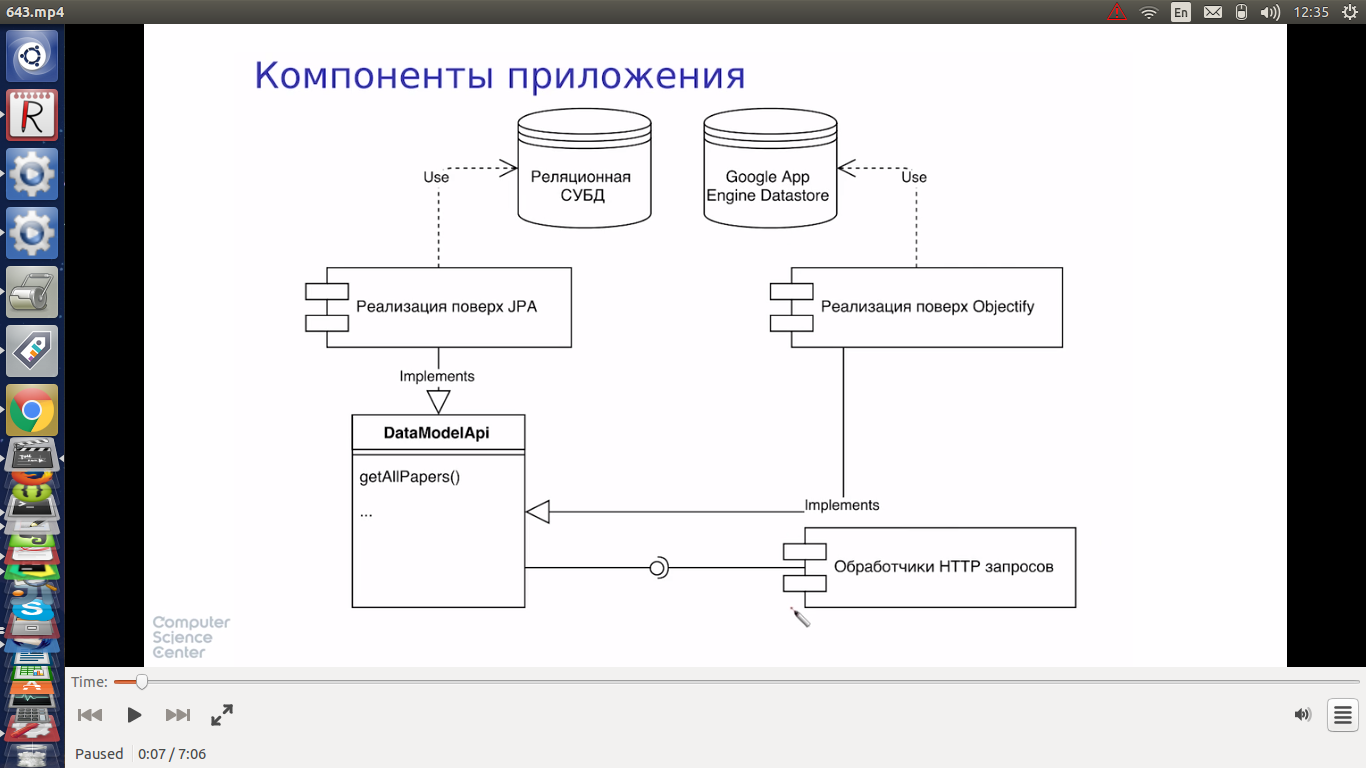 643.mp4
En
12:35
Компоненты приложения
Use
Реляционная
СУБД
Google App
Engine Datastore
Use
Реализация поверх JPA
Реализация поверх Objectify
Implements
DataModelApi
getAllPapers()
...
Implements
Обработчики HTTP запросов
Computer
Science
Center
Time:
Paused
0:07 / 7:06